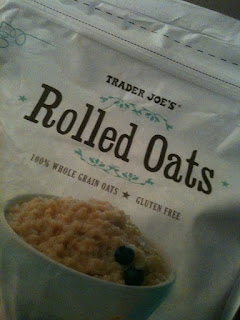 TRADER JOE'S®
Rolled Oats
100% WHOLE GRAIN OATS ★ GLUTEN FREE